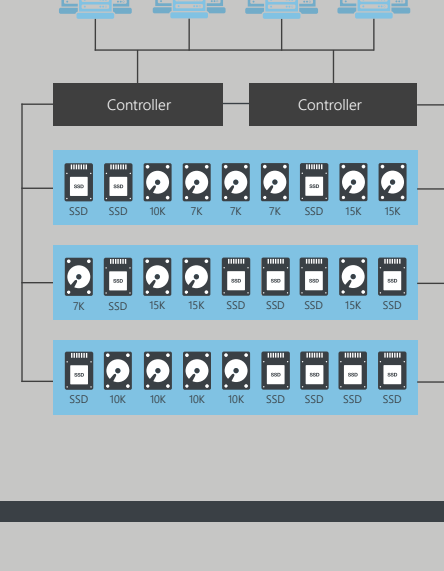 Controller Controller
SSD SSD 10K 7K 7K 7K SSD 15K 15K
7K SSD 15K 15K SSD SSD SSD 15K SSD
SSD 10K 10K 10K 10K SSD SSD SSD SSD